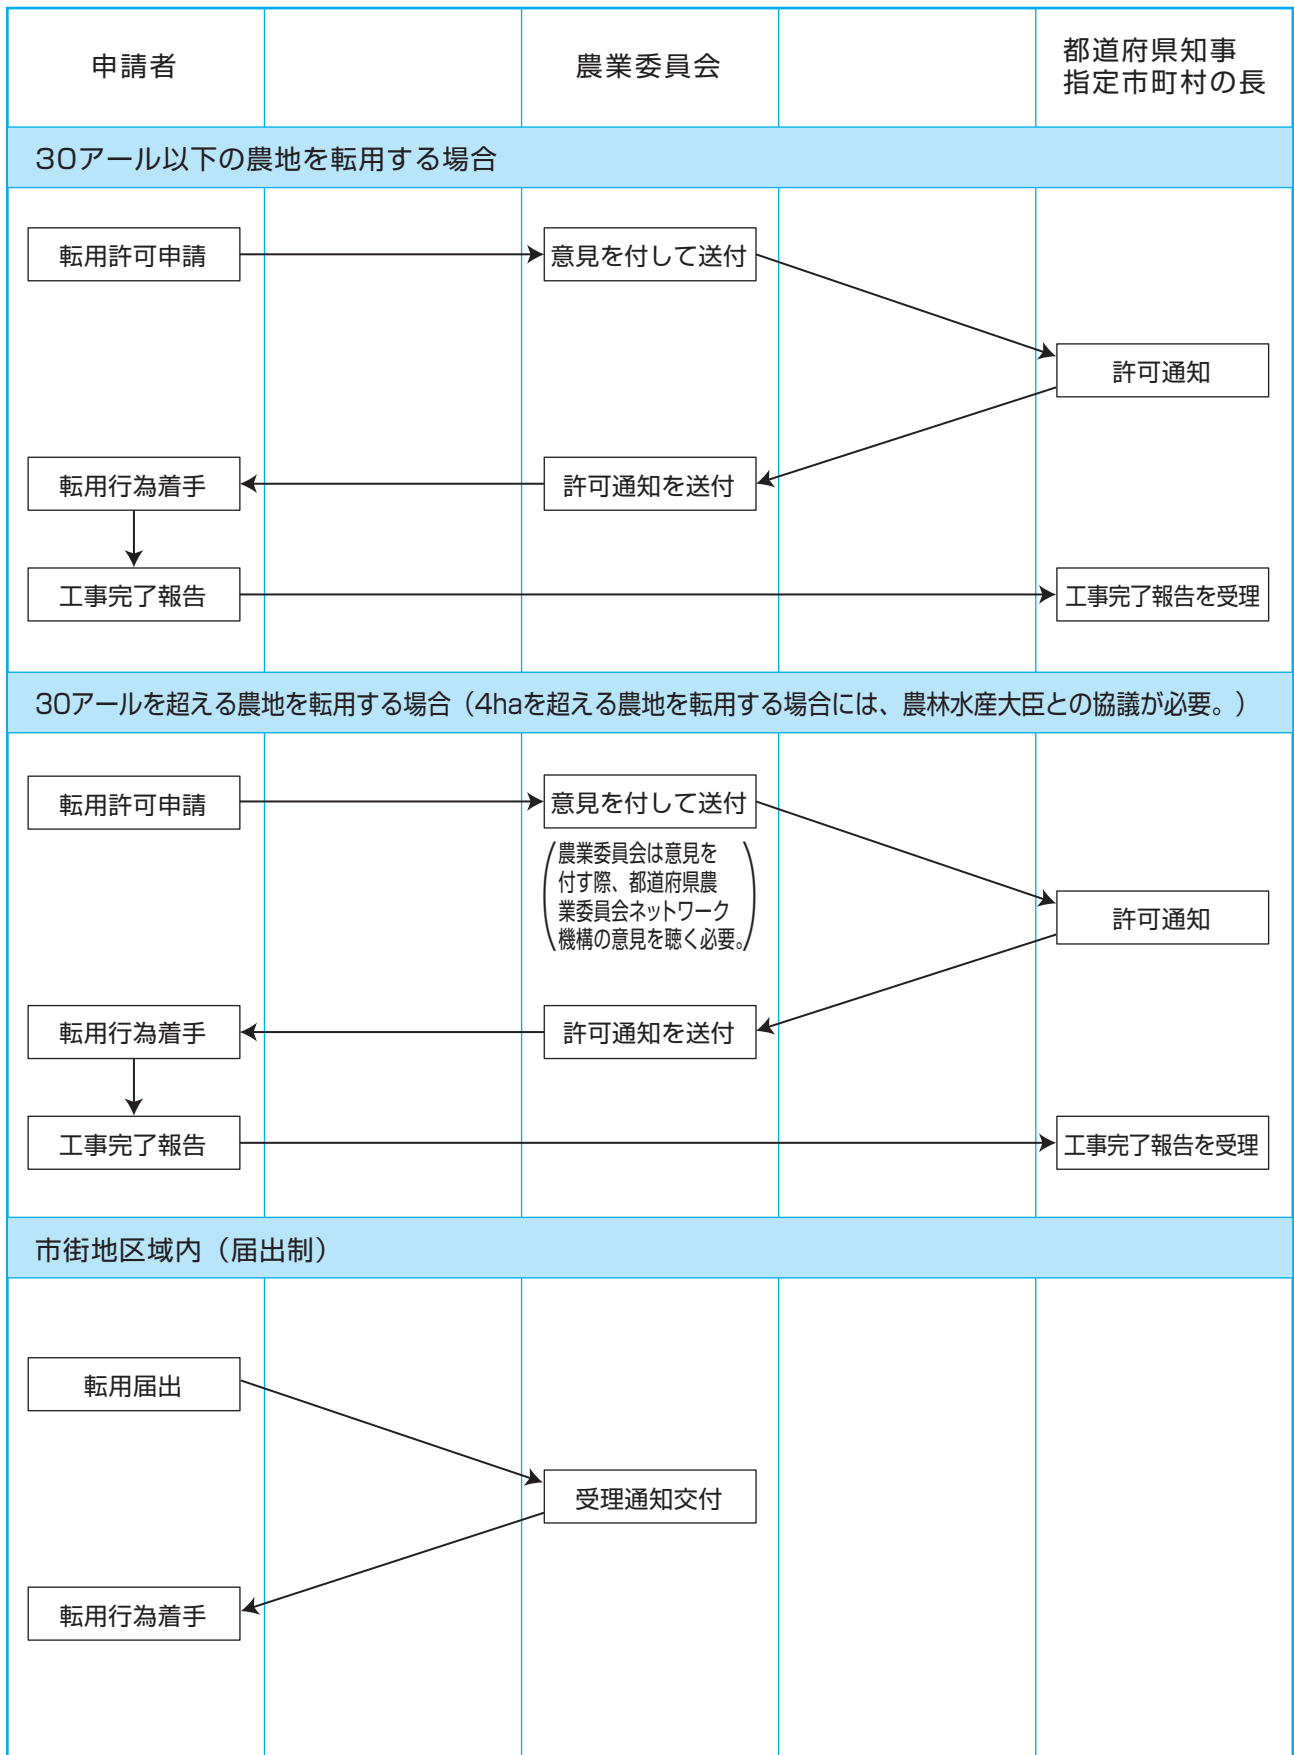 申請者
農業委員会
都道府県知事
指定市町村の長
30アール以下の農地を転用する場合
転用許可申請
意見を付して送付
許可通知
転用行為着手
許可通知を送付
工事完了報告
工事完了報告を受理
30アールを超える農地を転用する場合（4haを超える農地を転用する場合には、農林水産大臣との協議が必要。）
転用許可申請
意見を付して送付
（農業委員会は意見を
付す際、都道府県農
業委員会ネットワーク
機構の意見を聴く必要。）
許可通知
転用行為着手
許可通知を送付
工事完了報告
工事完了報告を受理
市街地区域内（届出制）
転用届出
受理通知交付
転用行為着手